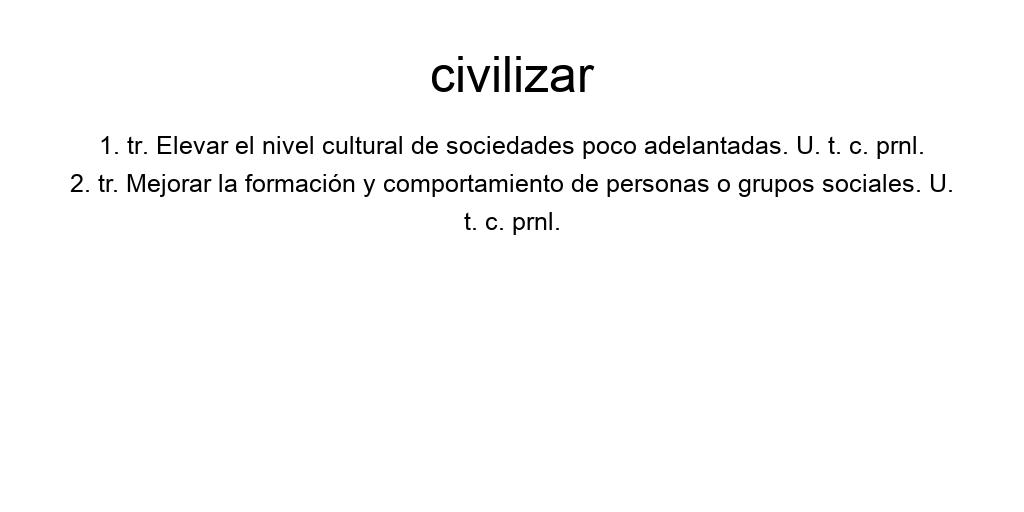 civilizar
1. tr. Elevar el nivel cultural de sociedades poco adelantadas. U. t. c. prnl.
2. tr. Mejorar la formación y comportamiento de personas o grupos sociales. U.
t. c. prnl.